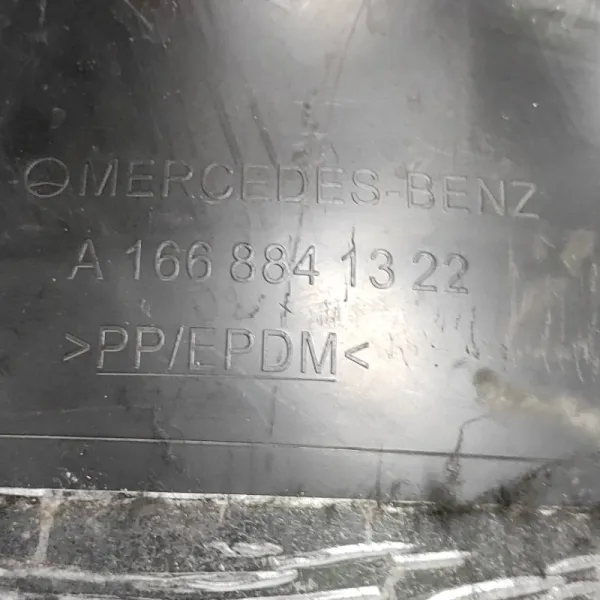 MERCEDES-BENZ
A 166 884 13 22
>PP/EPDM<